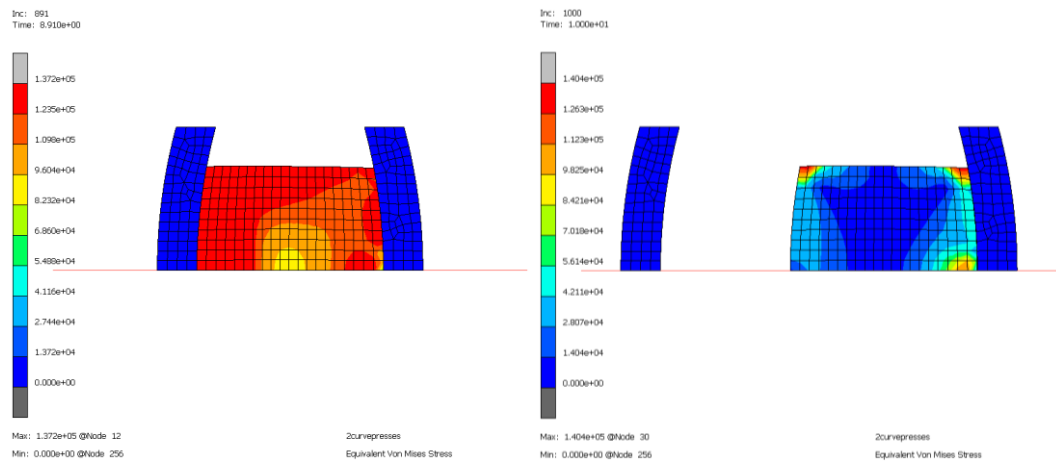 Inc: 891
Time: 8.910e+00
1.372e+05
1.235e+05
1.098e+05
9.604e+04
8.232e+04
6.860e+04
5.488e+04
4.116e+04
2.744e+04
1.372e+04
0.000e+00
Max: 1.372e+05 @Node 12
Min: 0.000e+00 @Node 256
2curvepresses
Equivalent Von Mises Stress
Inc: 1000
Time: 1.000e+01
1.404e+05
1.263e+05
1.123e+05
9.825e+04
8.421e+04
7.018e+04
5.614e+04
4.211e+04
2.807e+04
1.404e+04
0.000e+00
Max: 1.404e+05 @Node 30
Min: 0.000e+00 @Node 256
2curvepresses
Equivalent Von Mises Stress